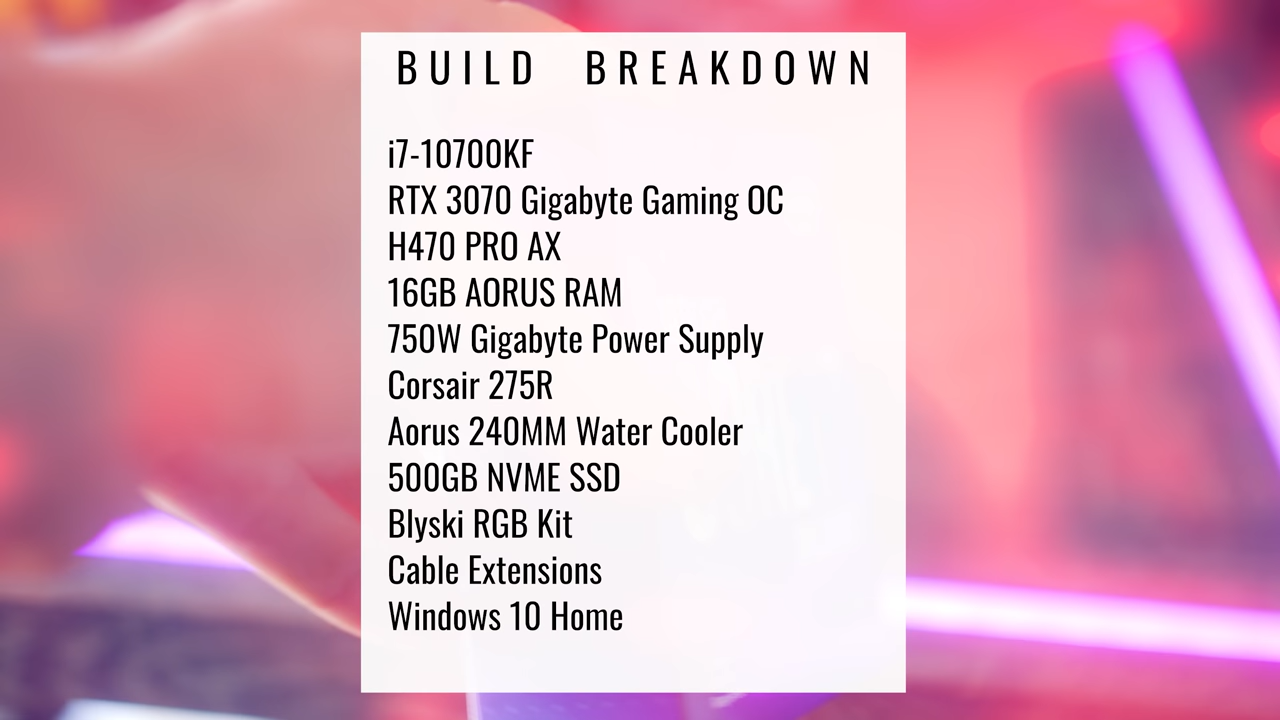 BUILD BREAKDOWN
i7-10700KF
RTX 3070 Gigabyte Gaming OC
H470 PRO AX
16GB AORUS RAM
750W Gigabyte Power Supply
Corsair 275R
Aorus 240MM Water Cooler
500GB NVME SSD
Blyski RGB Kit
Cable Extensions
Windows 10 Home